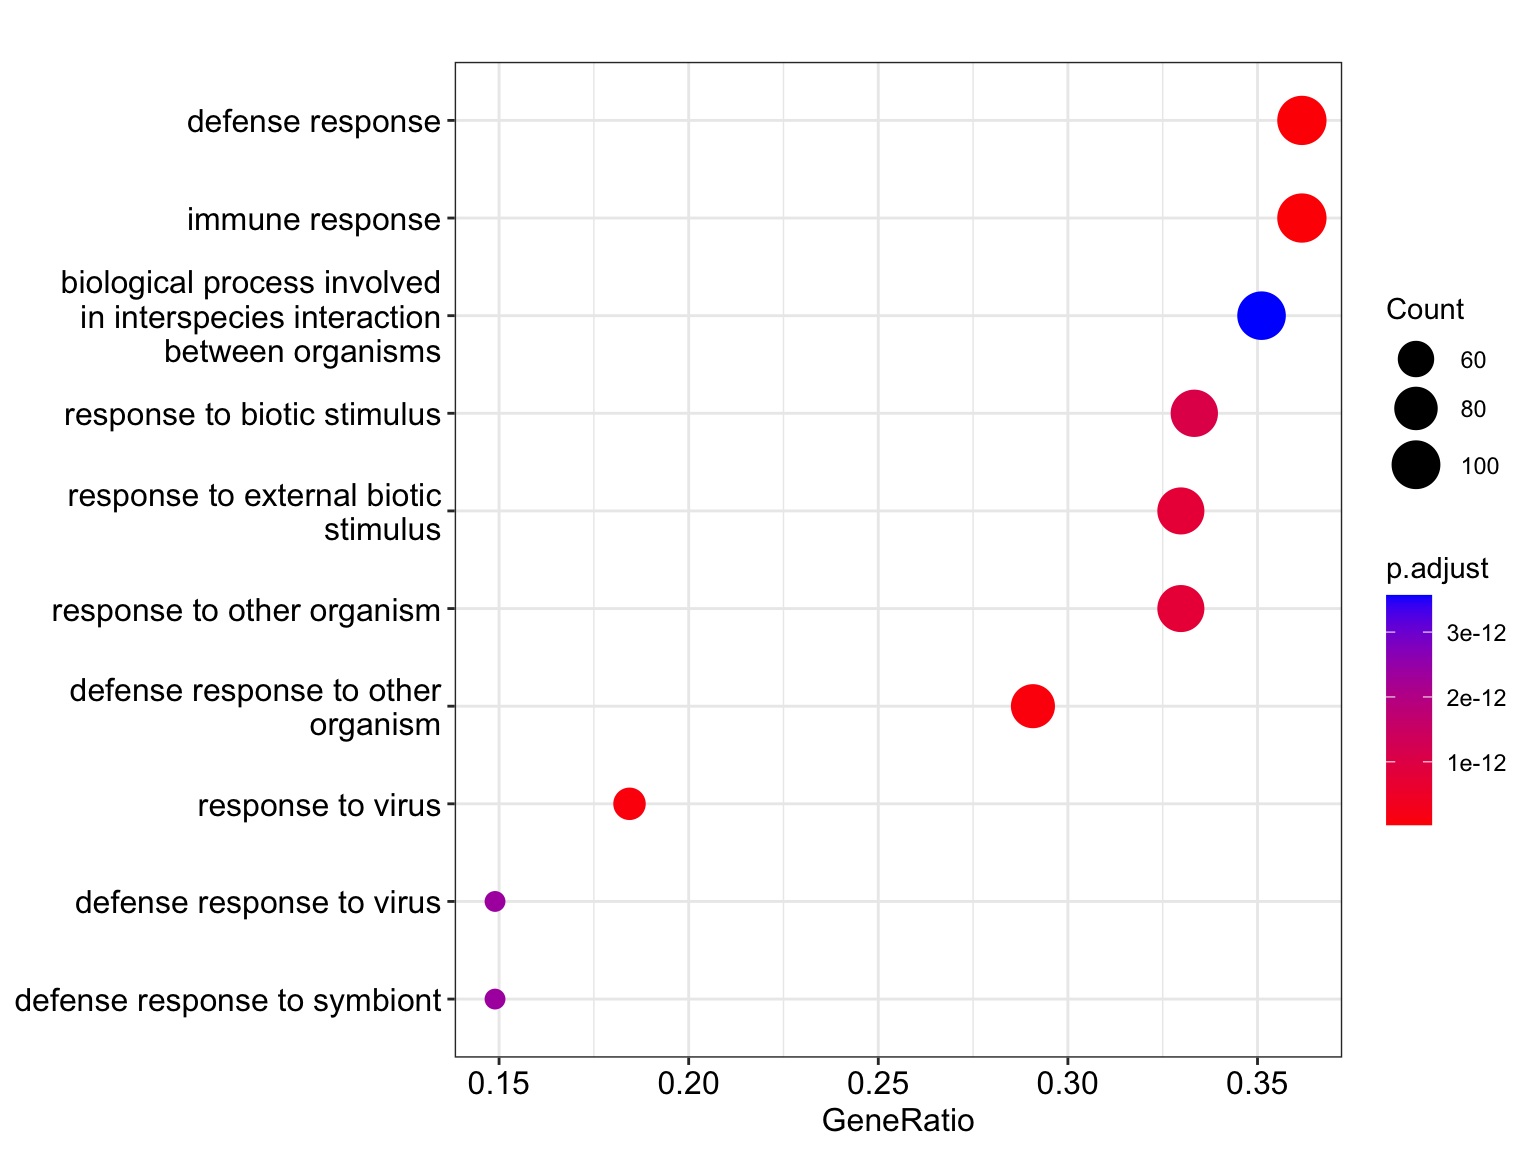 defense response
immune response
biological process involved
in interspecies interaction
between organisms
response to biotic stimulus
response to external biotic
stimulus
response to other organism
defense response to other
organism
response to virus
defense response to virus
defense response to symbiont
0.15 0.20 0.25 0.30 0.35
GeneRatio
Count
60
80
100
p.adjust
3e-12
2e-12
1e-12